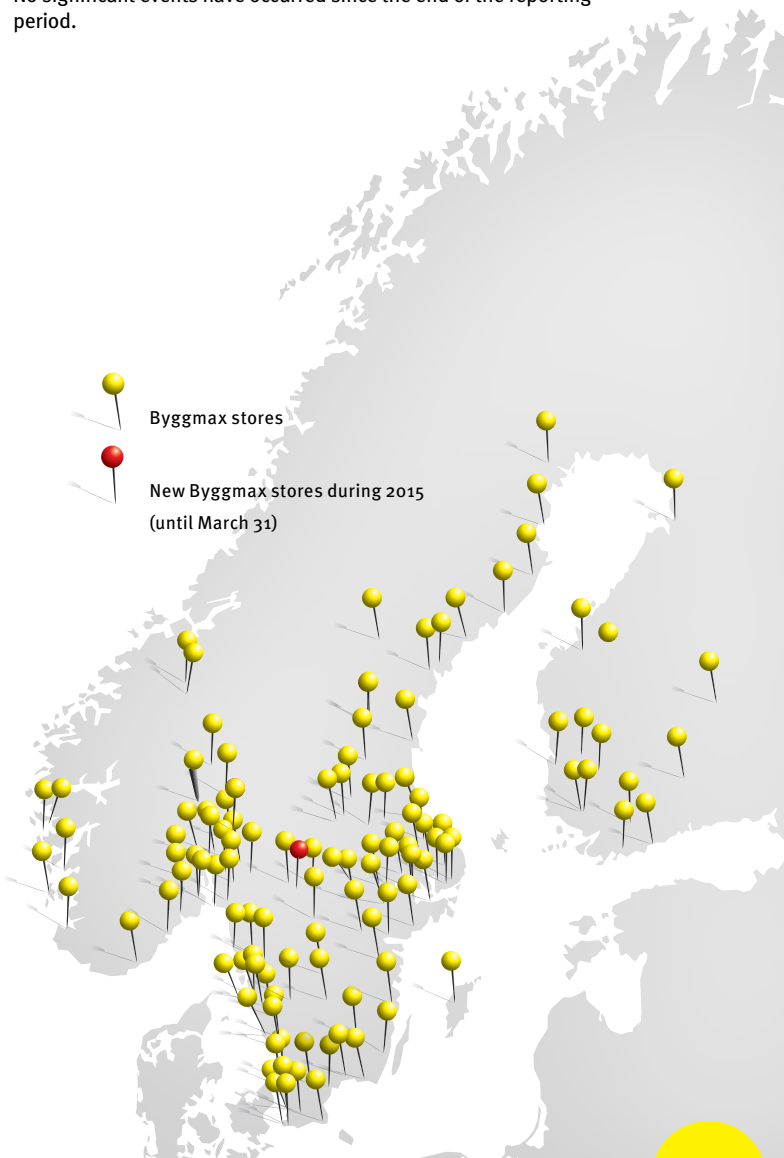 No significant events have occurred since the end of the reporting
period.
Byggmax stores
New Byggmax stores during 2015
(until March 31)